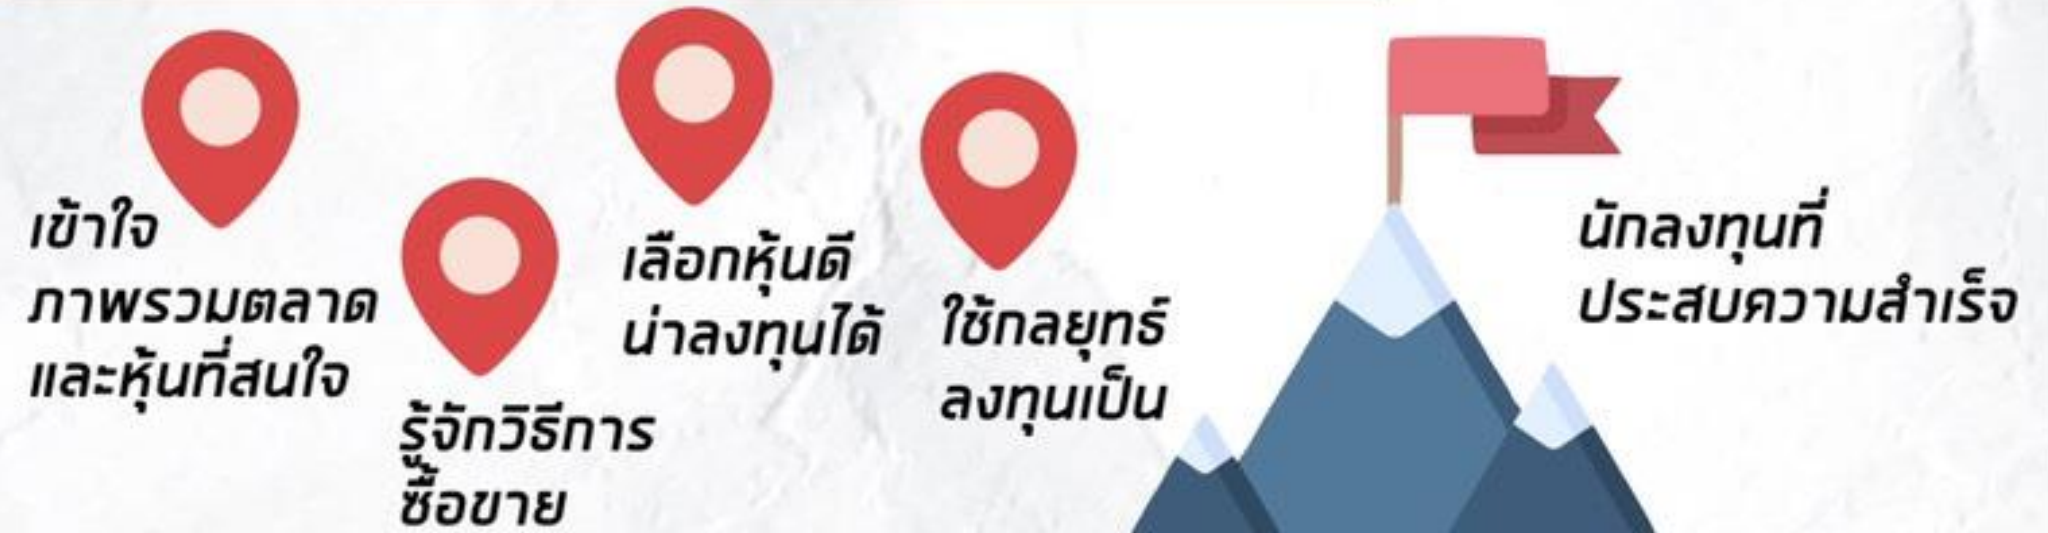 เข้าใจ
ภาพรวมตลาด
และหุ้นที่สนใจ
รู้จักวิธีการ
ซื้อขาย
เลือกหุ้นดี
น่าลงทุนได้
ใช้กลยุทธ์
ลงทุนเป็น
นักลงทุนที่
ประสบความสำเร็จ